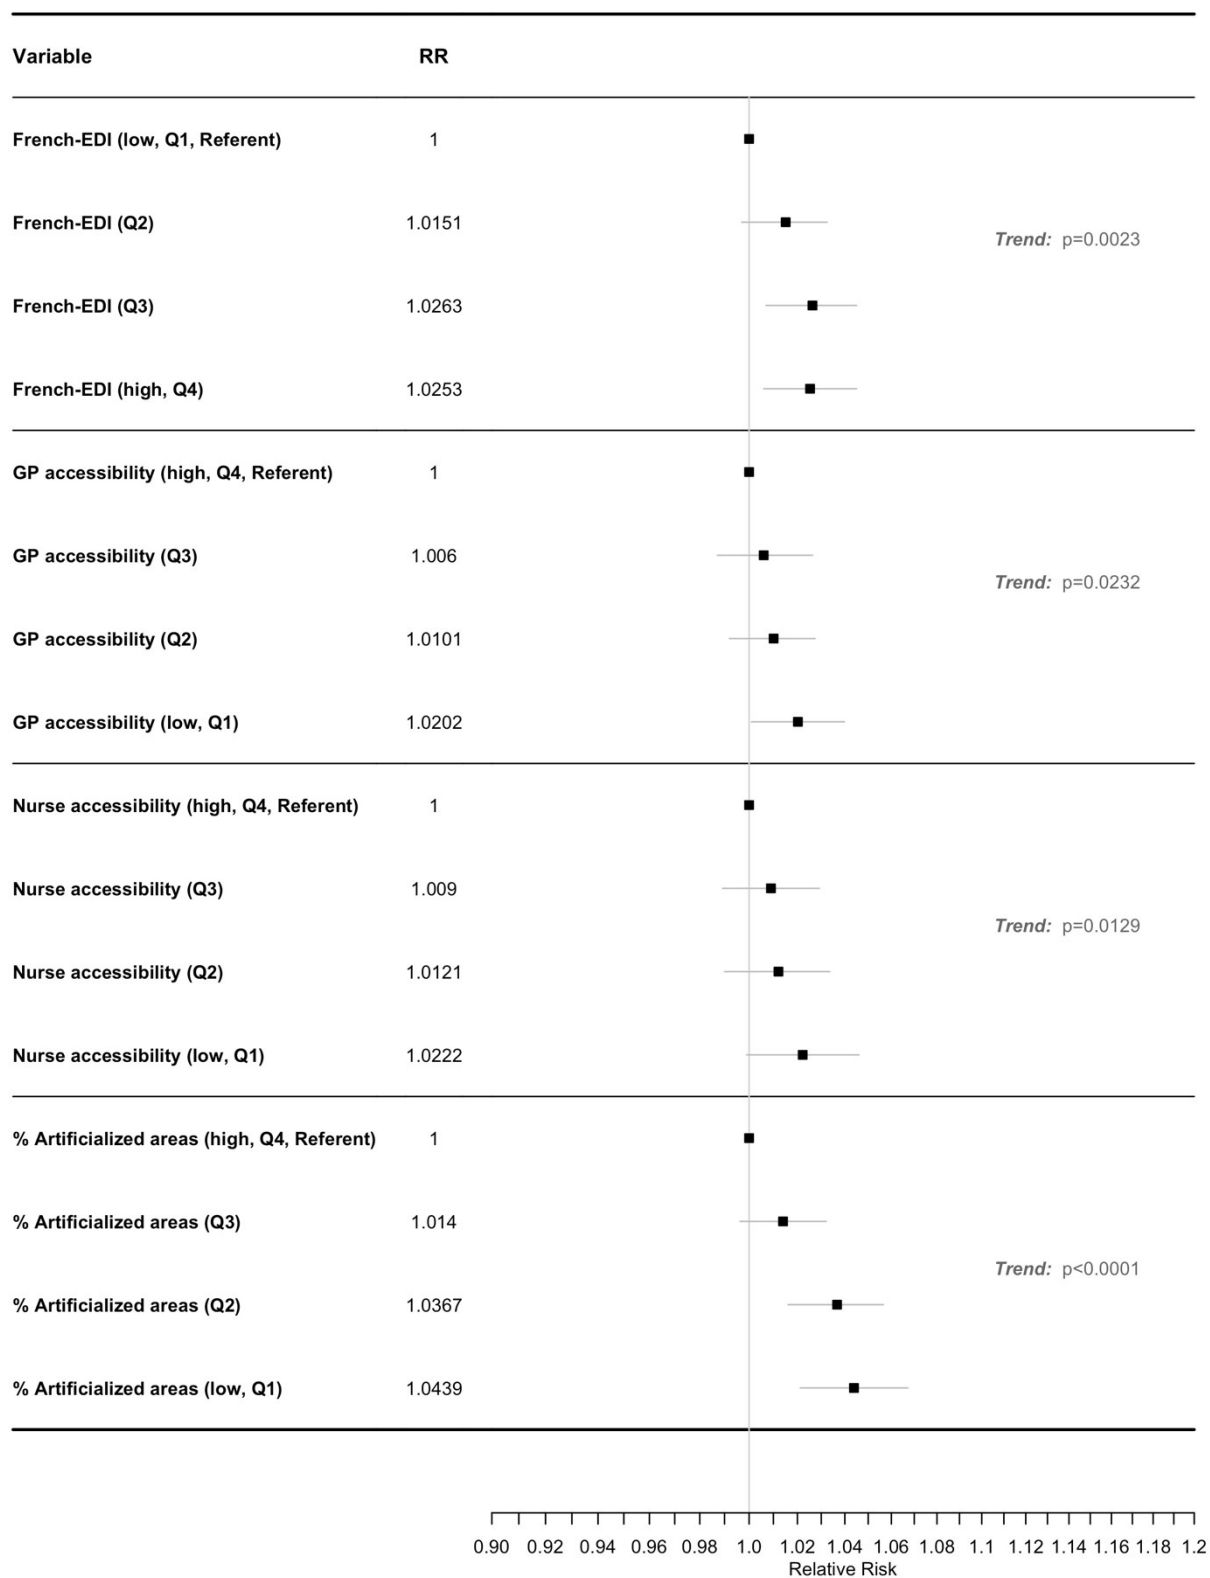 Variable RR
French-EDI (low, Q1, Referent) 1
French-EDI (Q2) 1.0151
Trend: p=0.0023
French-EDI (Q3) 1.0263
French-EDI (high, Q4) 1.0253
GP accessibility (high, Q4, Referent) 1
GP accessibility (Q3) 1.006
Trend: p=0.0232
GP accessibility (Q2) 1.0101
GP accessibility (low, Q1) 1.0202
Nurse accessibility (high, Q4, Referent) 1
Nurse accessibility (Q3) 1.009
Trend: p=0.0129
Nurse accessibility (Q2) 1.0121
Nurse accessibility (low, Q1) 1.0222
% Artificialized areas (high, Q4, Referent) 1
% Artificialized areas (Q3) 1.014
Trend: p<0.0001
% Artificialized areas (Q2) 1.0367
% Artificialized areas (low, Q1) 1.0439
0.90 0.92 0.94 0.96 0.98 1.0 1.02 1.04 1.06 1.08 1.1 1.12 1.14 1.16 1.18 1.2
Relative Risk